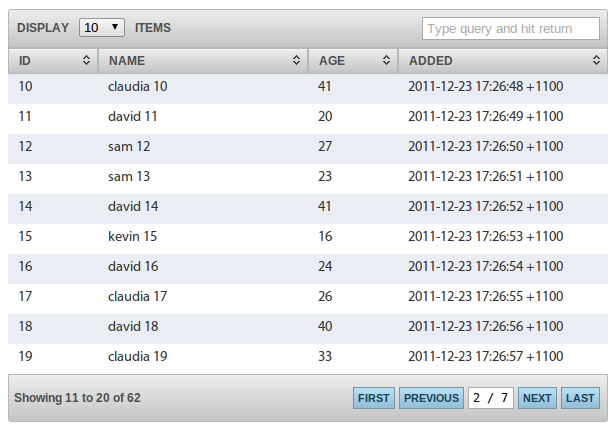 DISPLAY 10 ITEMS Type query and hit return
ID NAME AGE ADDED
10 claudia 10 41 2011-12-23 17:26:48 +1100
11 david 11 20 2011-12-23 17:26:49 +1100
12 sam 12 27 2011-12-23 17:26:50 +1100
13 sam 13 23 2011-12-23 17:26:51 +1100
14 david 14 41 2011-12-23 17:26:52 +1100
15 kevin 15 16 2011-12-23 17:26:53 +1100
16 david 16 24 2011-12-23 17:26:54 +1100
17 claudia 17 26 2011-12-23 17:26:55 +1100
18 david 18 40 2011-12-23 17:26:56 +1100
19 claudia 19 33 2011-12-23 17:26:57 +1100
Showing 11 to 20 of 62 FIRST PREVIOUS 2 / 7 NEXT LAST